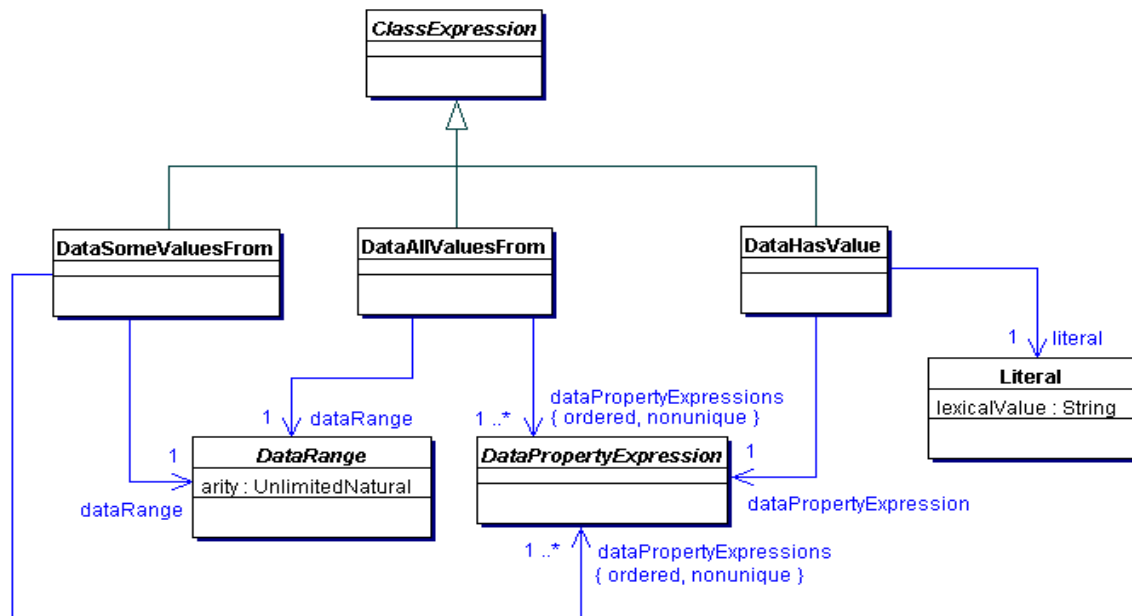 ClassExpression
DataSomeValuesFrom
DataAllValuesFrom
DataHasValue
1
literal
Literal
lexicalValue : String
dataPropertyExpressions
1 ..*
{ ordered, nonunique }
1
dataRange
1
DataRange
arity : UnlimitedNatural
dataRange
DataPropertyExpression
1
dataPropertyExpression
1 ..*
dataPropertyExpressions
{ ordered, nonunique }